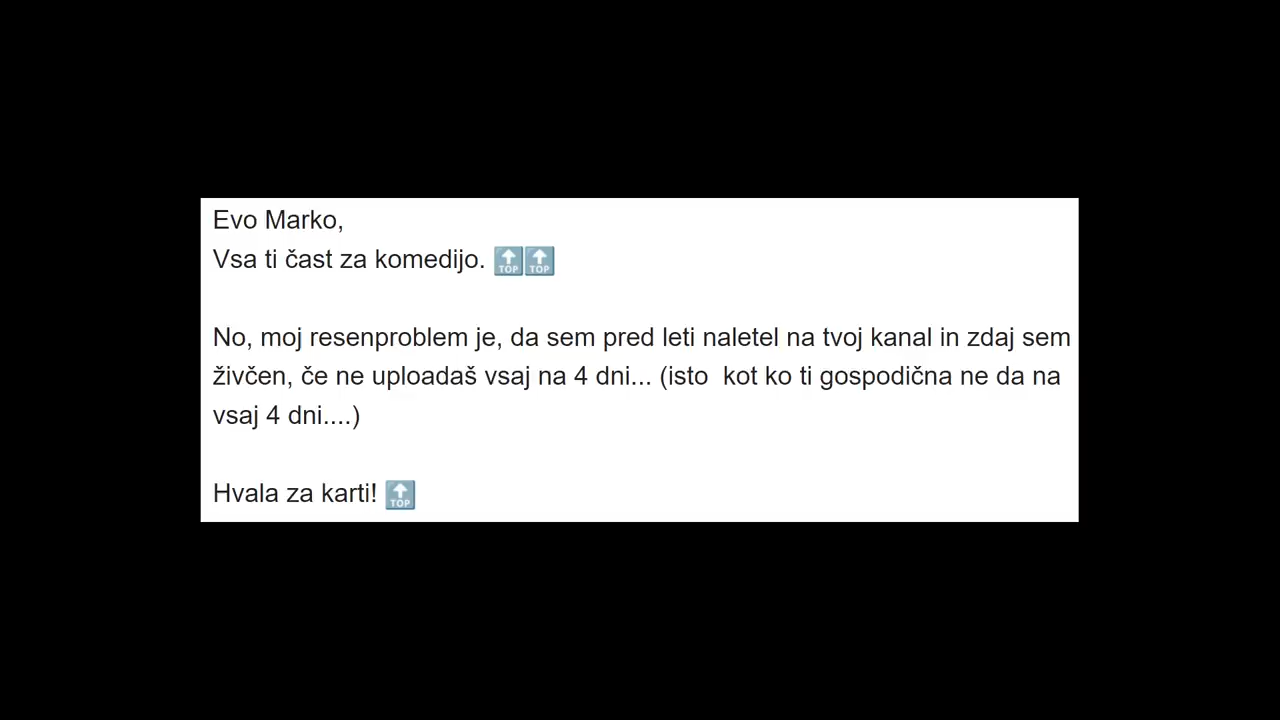 Evo Marko,
Vsa ti čast za komedijo. 🔝🔝
No, moj resenproblem je, da sem pred leti naletel na tvoj kanal in zdaj sem
živčen, če ne uploadaš vsaj na 4 dni... (isto  kot ko ti gospodična ne da na
vsaj 4 dni....)
Hvala za karti! 🔝